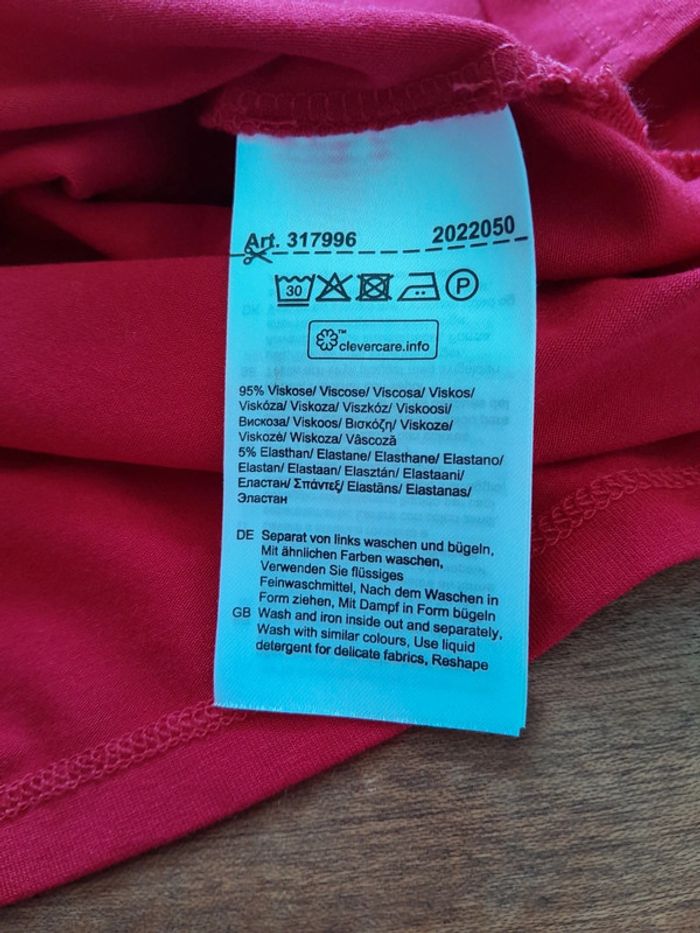 Art. 317996 2022050
30 P
™ clevercare.info
95% Viskose/ Viscose/ Viscosa/ Viskos/
Viskóza/ Viskoza/ Viszkóz/ Viskoosi/
Вискоза/ Viskoos/ Βισκόζη/ Viskoze/
Viskozė/ Wiskoza/ Vâscoză
5% Elasthan/ Elastane/ Elasthane/ Elastano/
Elastan/ Elastaan/ Elasztán/ Elastaani/
Еластан/ Σπάντεξ/ Elastāns/ Elastanas/
Эластан
DE Separat von links waschen und bügeln,
Mit ähnlichen Farben waschen,
Verwenden Sie flüssiges
Feinwaschmittel, Nach dem Waschen in
Form ziehen, Mit Dampf in Form bügeln
GB Wash and iron inside out and separately,
Wash with similar colours, Use liquid
detergent for delicate fabrics, Reshape